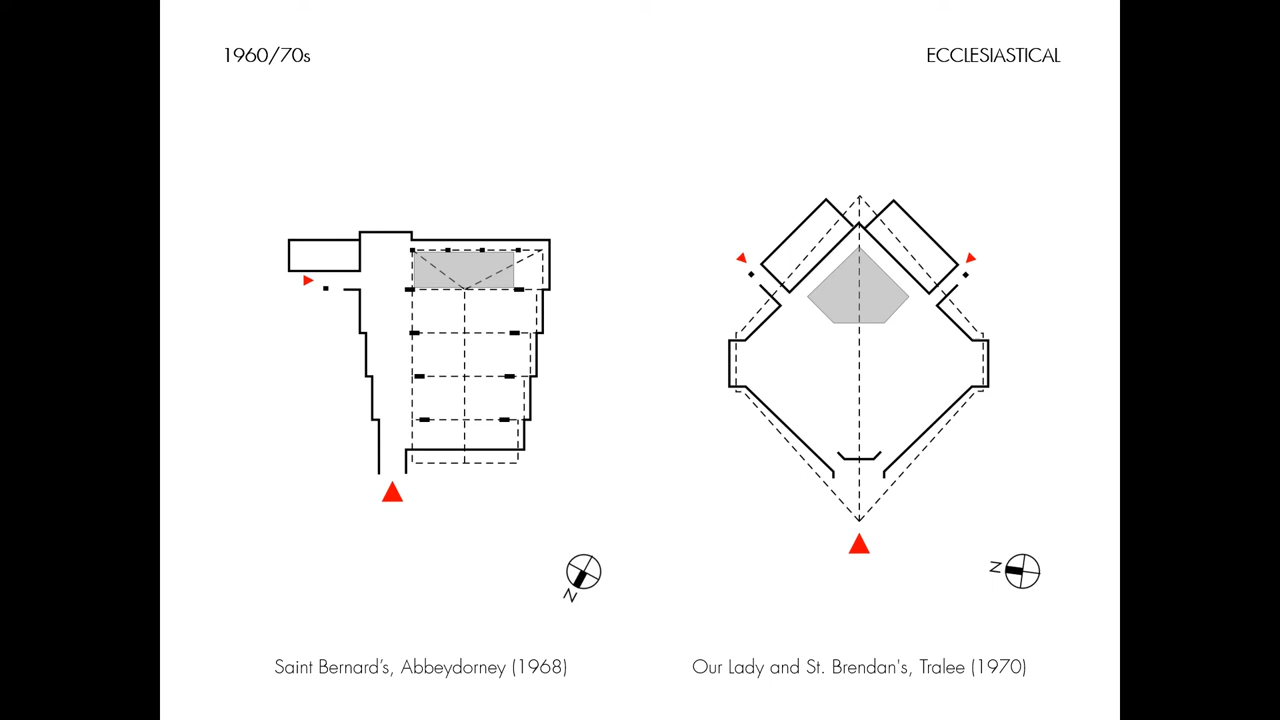 1960/70s
ECCLESIASTICAL
N
N
Saint Bernard’s, Abbeydorney (1968)
Our Lady and St. Brendan's, Tralee (1970)